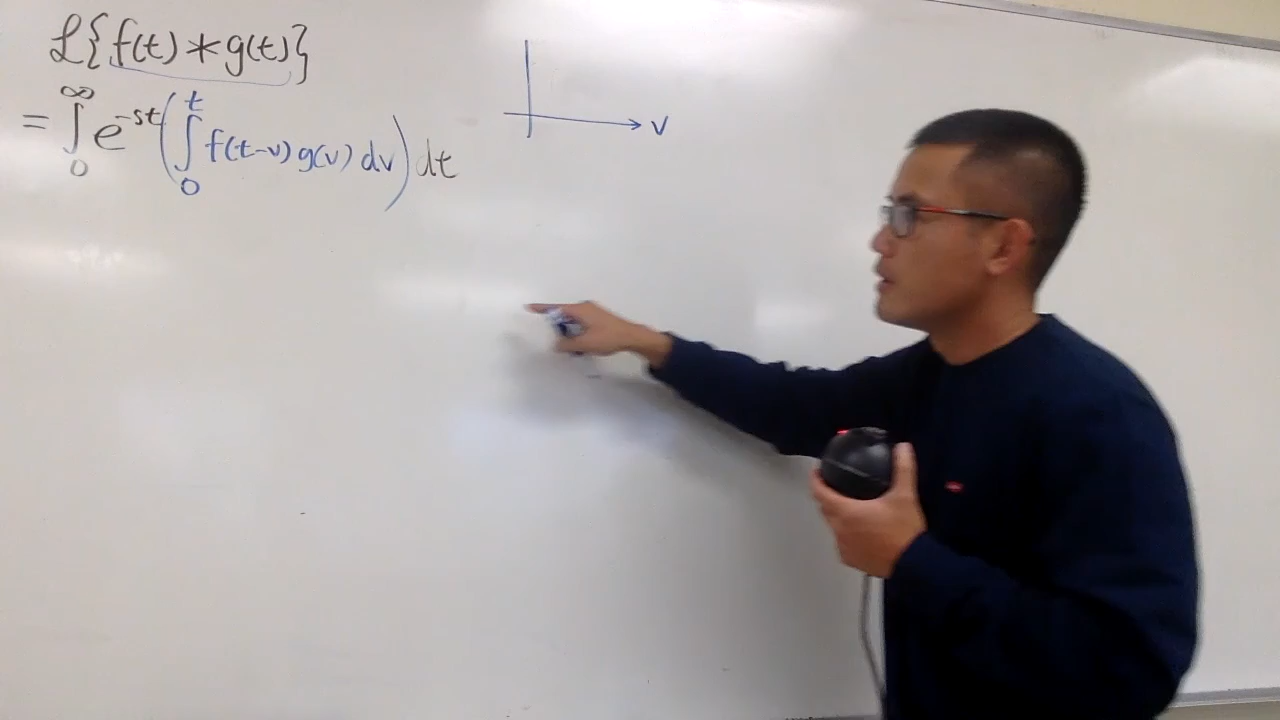 ℒ{f(t)*g(t)}
= ∫₀^∞ e^{-st}(∫₀^t f(t-v)g(v)dv)dt
v